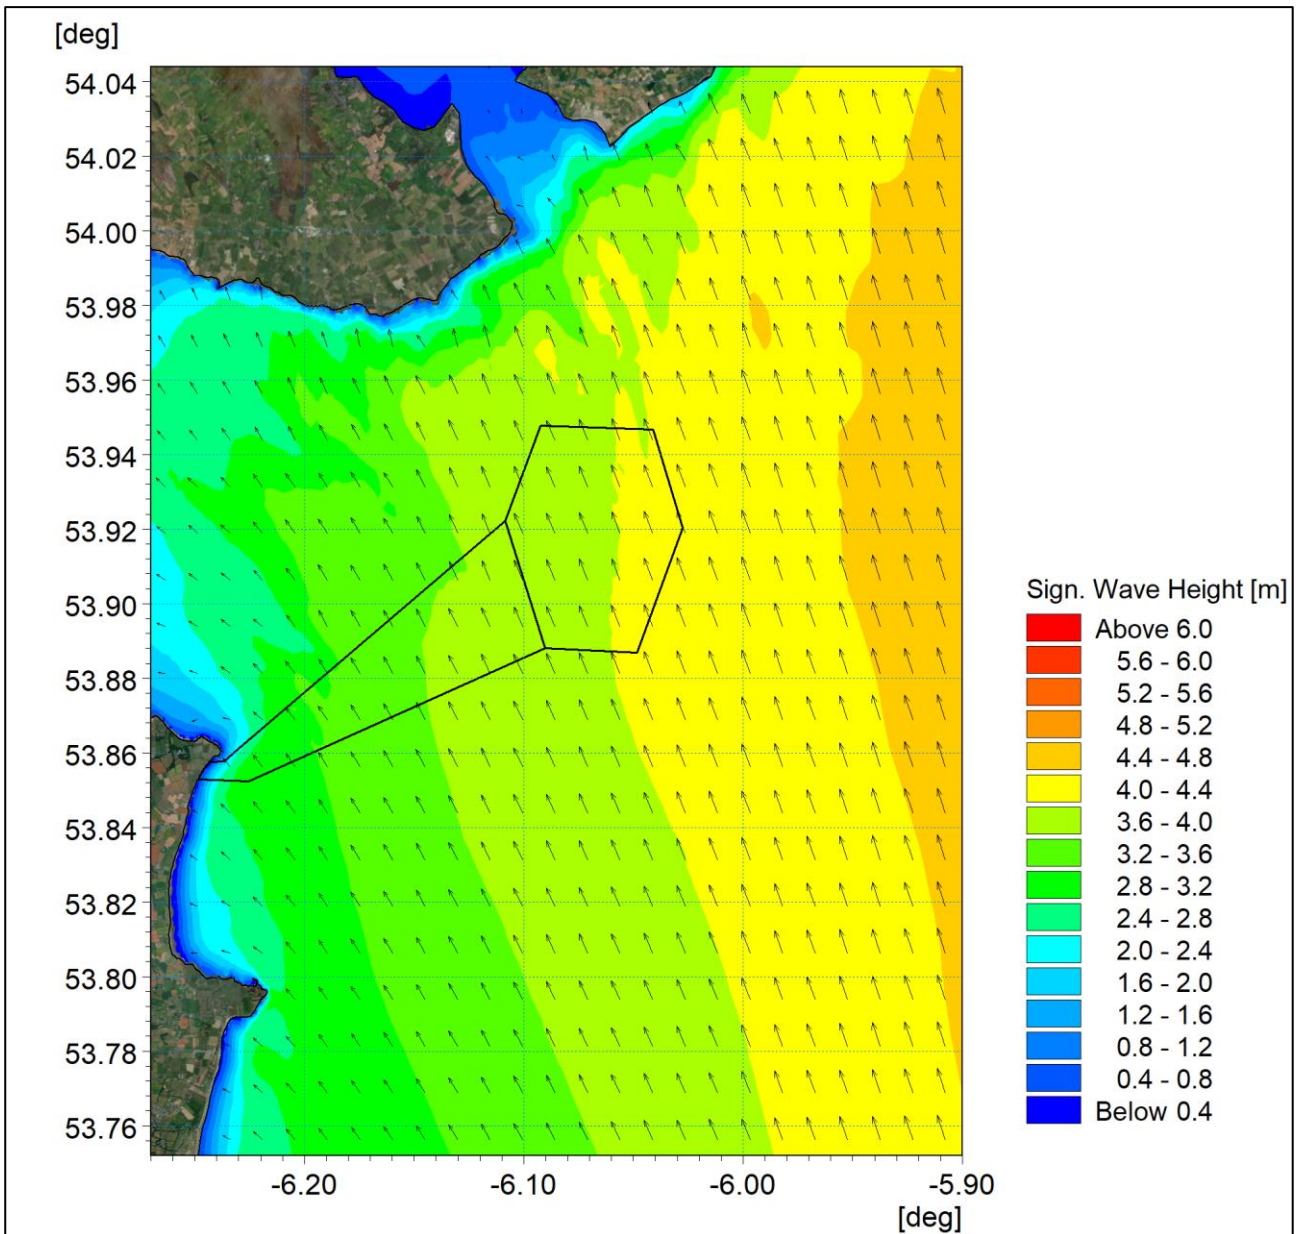 [deg]
54.04
54.02
54.00
53.98
53.96
53.94
53.92
53.90
53.88
53.86
53.84
53.82
53.80
53.78
53.76
-6.20 -6.10 -6.00 -5.90
[deg]
Sign. Wave Height [m]
Above 6.0
5.6 - 6.0
5.2 - 5.6
4.8 - 5.2
4.4 - 4.8
4.0 - 4.4
3.6 - 4.0
3.2 - 3.6
2.8 - 3.2
2.4 - 2.8
2.0 - 2.4
1.6 - 2.0
1.2 - 1.6
0.8 - 1.2
0.4 - 0.8
Below 0.4